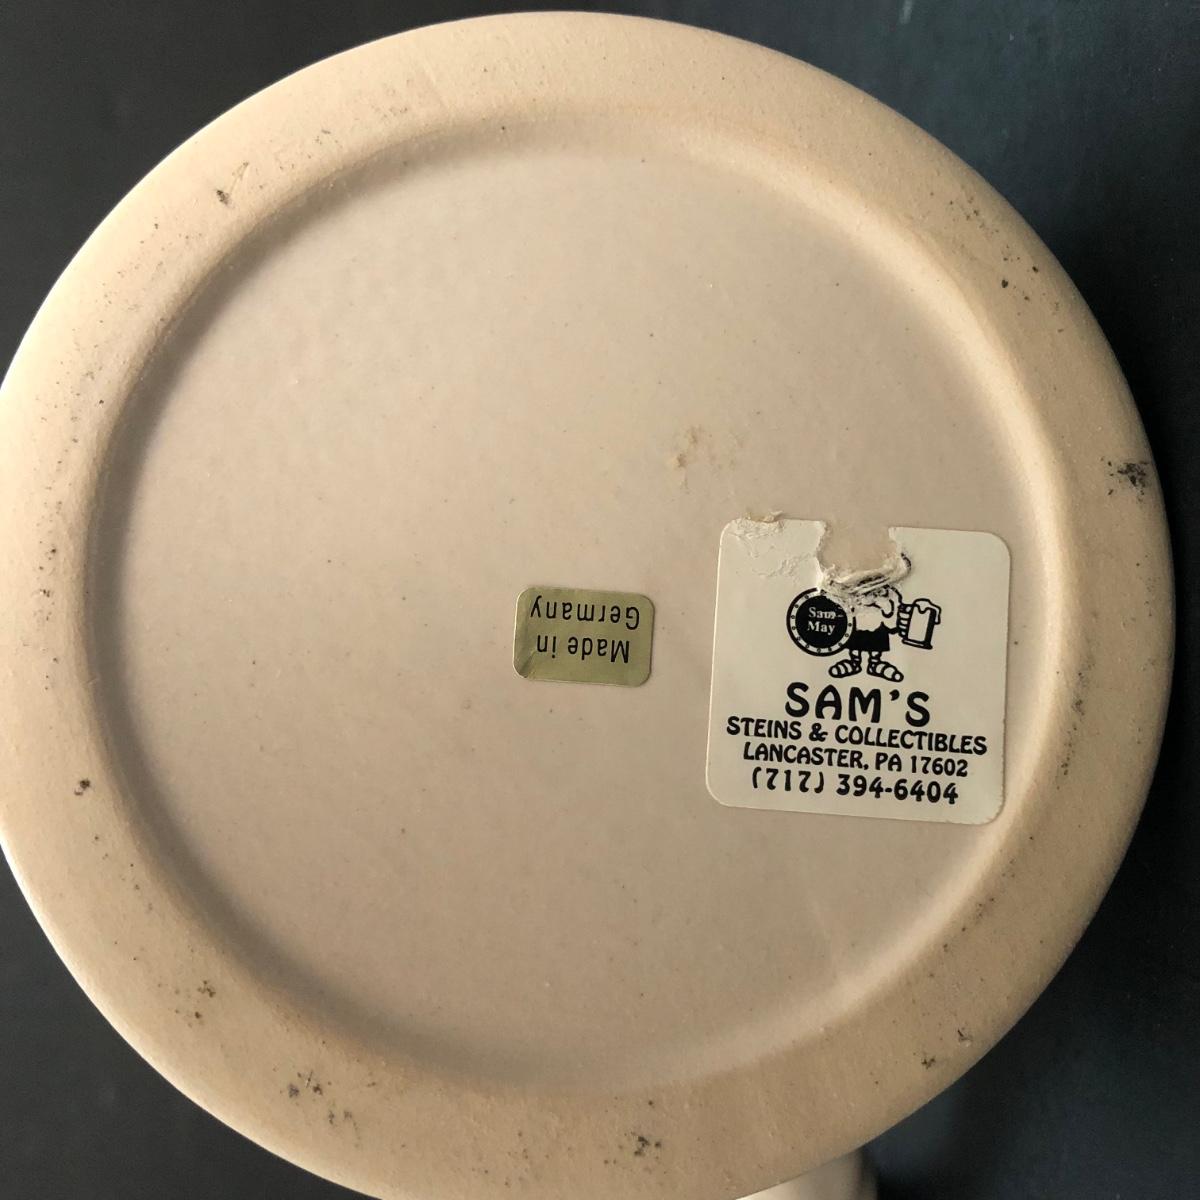 Made in
Germany
Sam
May
SAM'S
STEINS & COLLECTIBLES
LANCASTER, PA 17602
(717) 394-6404